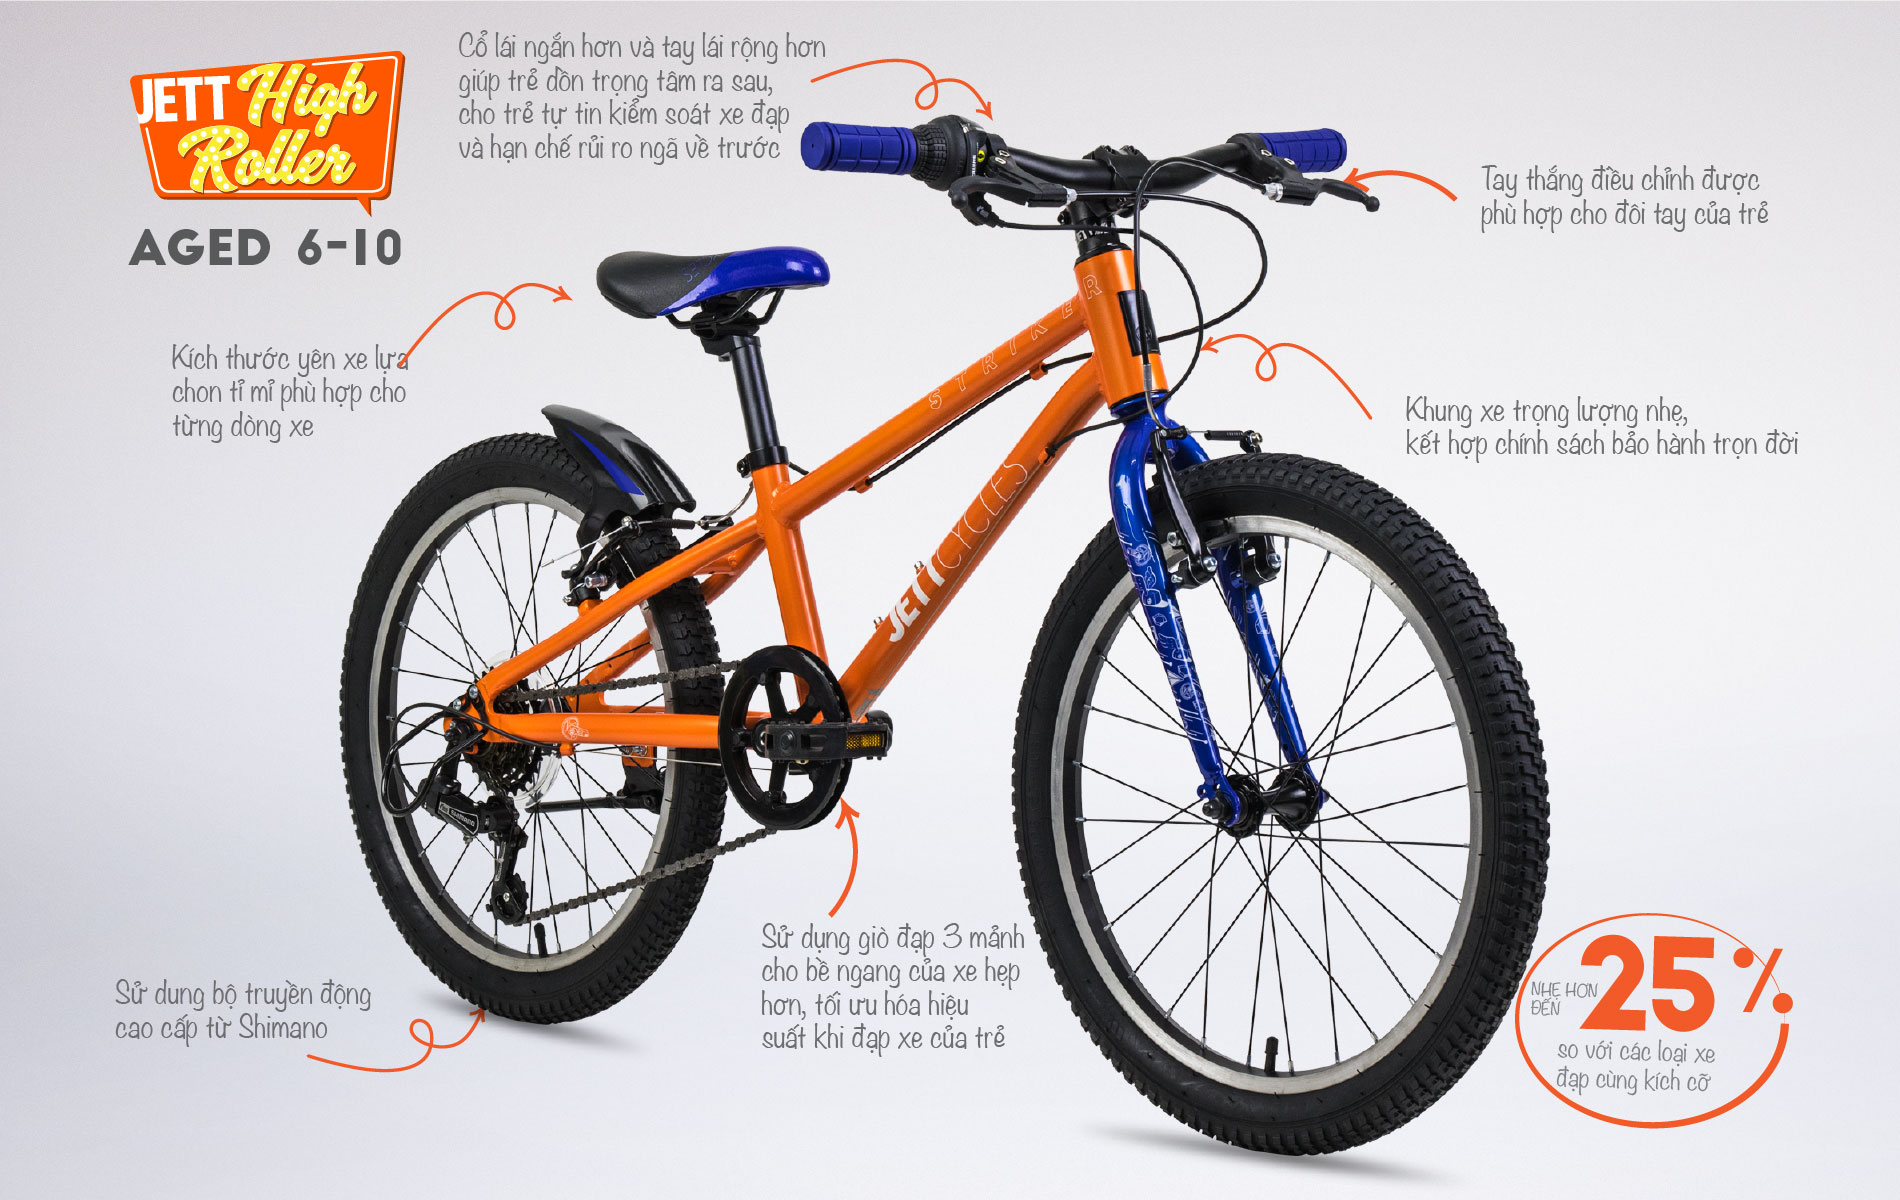 JETT High
Roller
AGED 6-10
Cổ lái ngắn hơn và tay lái rộng hơn
giúp trẻ dồn trọng tâm ra sau,
cho trẻ tự tin kiểm soát xe đạp
và hạn chế rủi ro ngã về trước
Tay thắng điều chỉnh được
phù hợp cho đôi tay của trẻ
Kích thước yên xe lựa
chon tỉ mỉ phù hợp cho
từng dòng xe
Khung xe trọng lượng nhẹ,
kết hợp chính sách bảo hành trọn đời
STRIKER
JETTCYCLES
SHIMANO
Sử dụng giò đạp 3 mảnh
cho bề ngang của xe hẹp
hơn, tối ưu hóa hiệu
suất khi đạp xe của trẻ
Sử dung bộ truyền động
cao cấp từ Shimano
NHẸ HƠN
ĐẾN
25%
so với các loại xe
đạp cùng kích cỡ